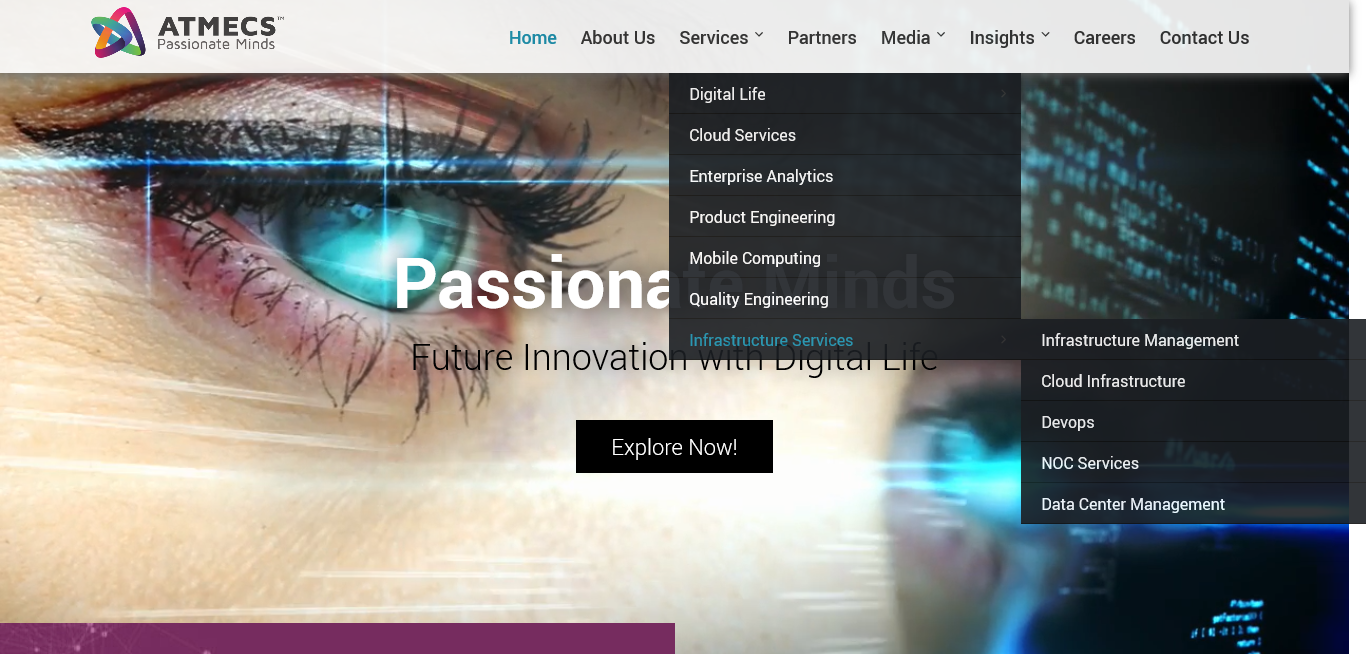 ATMECS™
Passionate Minds
Home About Us Services Partners Media Insights Careers Contact Us
Digital Life
Cloud Services
Enterprise Analytics
Product Engineering
Mobile Computing
Quality Engineering
Infrastructure Services
Infrastructure Management
Cloud Infrastructure
Devops
NOC Services
Data Center Management
Passionate Minds
Future Innovation with Digital Life
Explore Now!